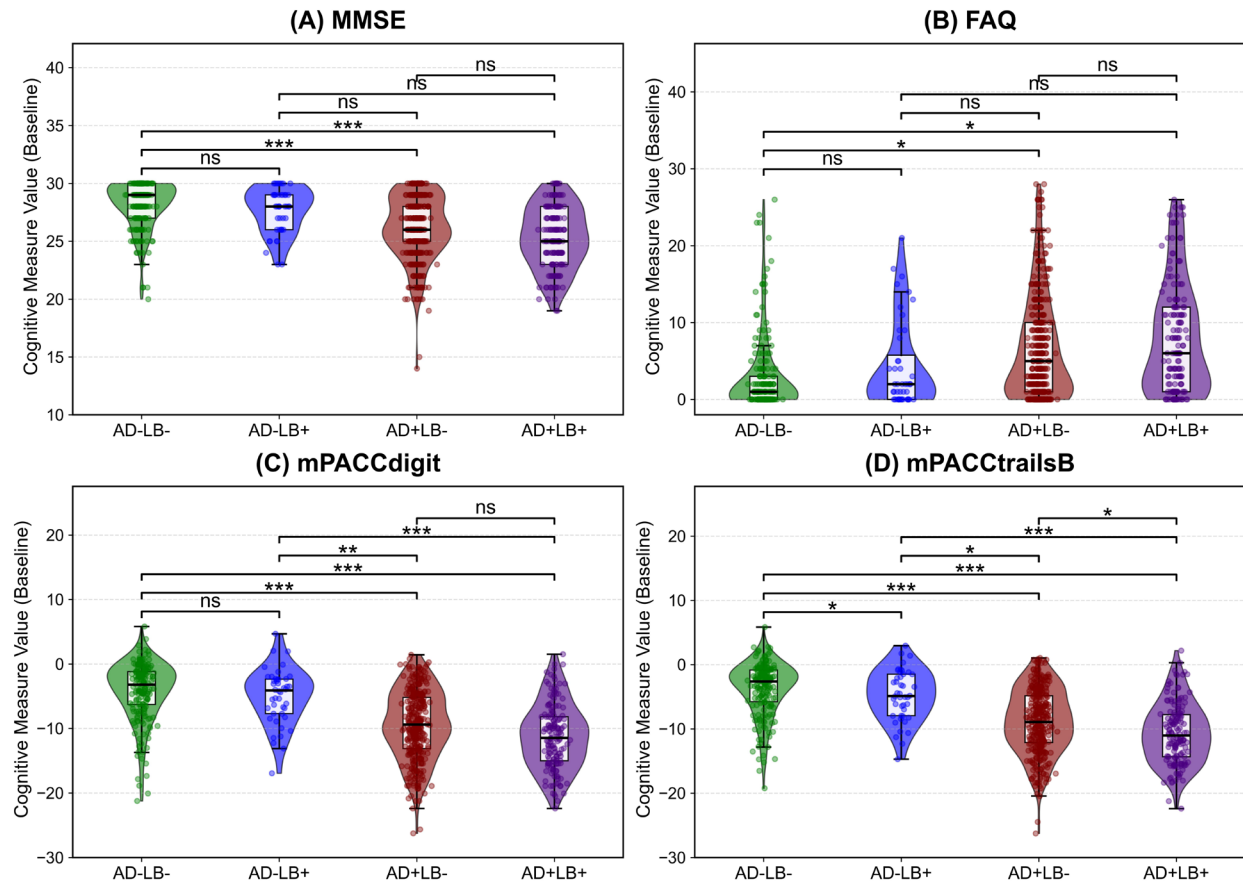 (A) MMSE
Cognitive Measure Value (Baseline)
40
35
30
25
20
15
10
ns
ns
ns
***
***
ns
AD-LB-
AD-LB+
AD+LB-
AD+LB+
(B) FAQ
Cognitive Measure Value (Baseline)
40
30
20
10
0
ns
ns
ns
*
*
ns
AD-LB-
AD-LB+
AD+LB-
AD+LB+
(C) mPACCdigit
Cognitive Measure Value (Baseline)
20
10
0
−10
−20
−30
ns
***
**
***
***
ns
AD-LB-
AD-LB+
AD+LB-
AD+LB+
(D) mPACCtrailsB
Cognitive Measure Value (Baseline)
20
10
0
−10
−20
−30
*
***
*
***
***
*
AD-LB-
AD-LB+
AD+LB-
AD+LB+